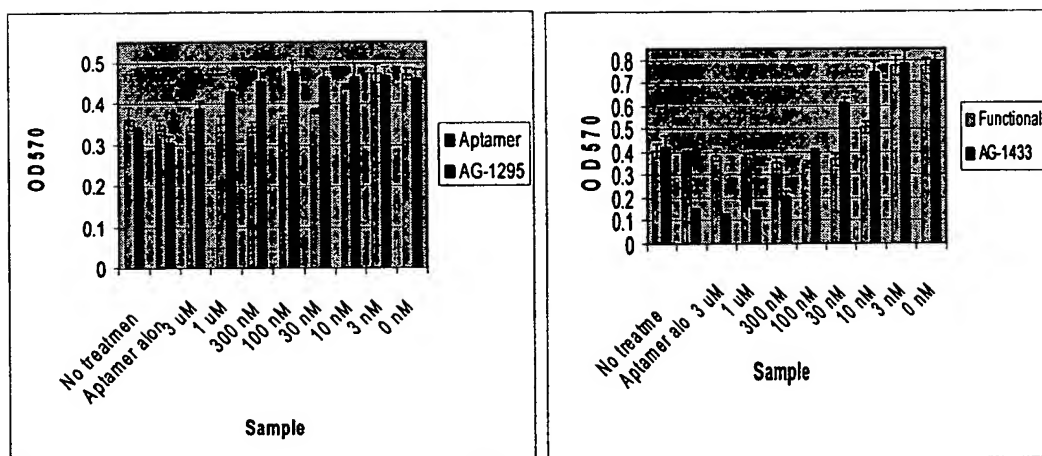 0.5
0.4
0.3
0.2
0.1
0
OD570
No treatmen
Aptamer alon
3 uM
1 uM
300 nM
100 nM
30 nM
10 nM
3 nM
0 nM
Sample
Aptamer
AG-1295
0.8
0.7
0.6
0.5
0.4
0.3
0.2
0.1
0
OD570
No treatme
Aptamer alo
3 uM
1 uM
300 nM
100 nM
30 nM
10 nM
3 nM
0 nM
Sample
Functional
AG-1433